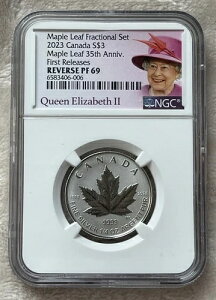 Maple Leaf Fractional Set
2023 Canada S$3
Maple Leaf 35th Anniv.
First Releases
REVERSE PF 69
6583406-006
Queen Elizabeth II
NGC
CANADA
9999